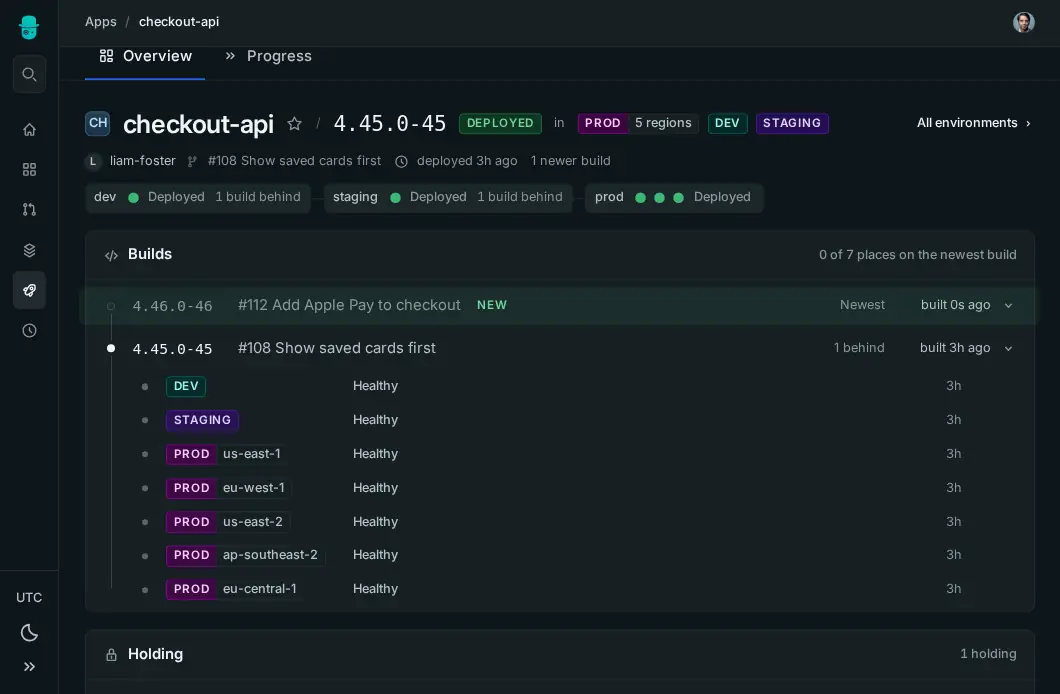 Apps / checkout-api
Overview
Progress
CH checkout-api / 4.45.0-45 DEPLOYED in PROD 5 regions DEV STAGING All environments ›
L liam-foster #108 Show saved cards first deployed 3h ago 1 newer build
dev Deployed 1 build behind staging Deployed 1 build behind prod Deployed
Builds 0 of 7 places on the newest build
4.46.0-46 #112 Add Apple Pay to checkout NEW Newest built 0s ago
4.45.0-45 #108 Show saved cards first 1 behind built 3h ago
DEV Healthy 3h
STAGING Healthy 3h
PROD us-east-1 Healthy 3h
PROD eu-west-1 Healthy 3h
PROD us-east-2 Healthy 3h
PROD ap-southeast-2 Healthy 3h
PROD eu-central-1 Healthy 3h
Holding 1 holding
UTC